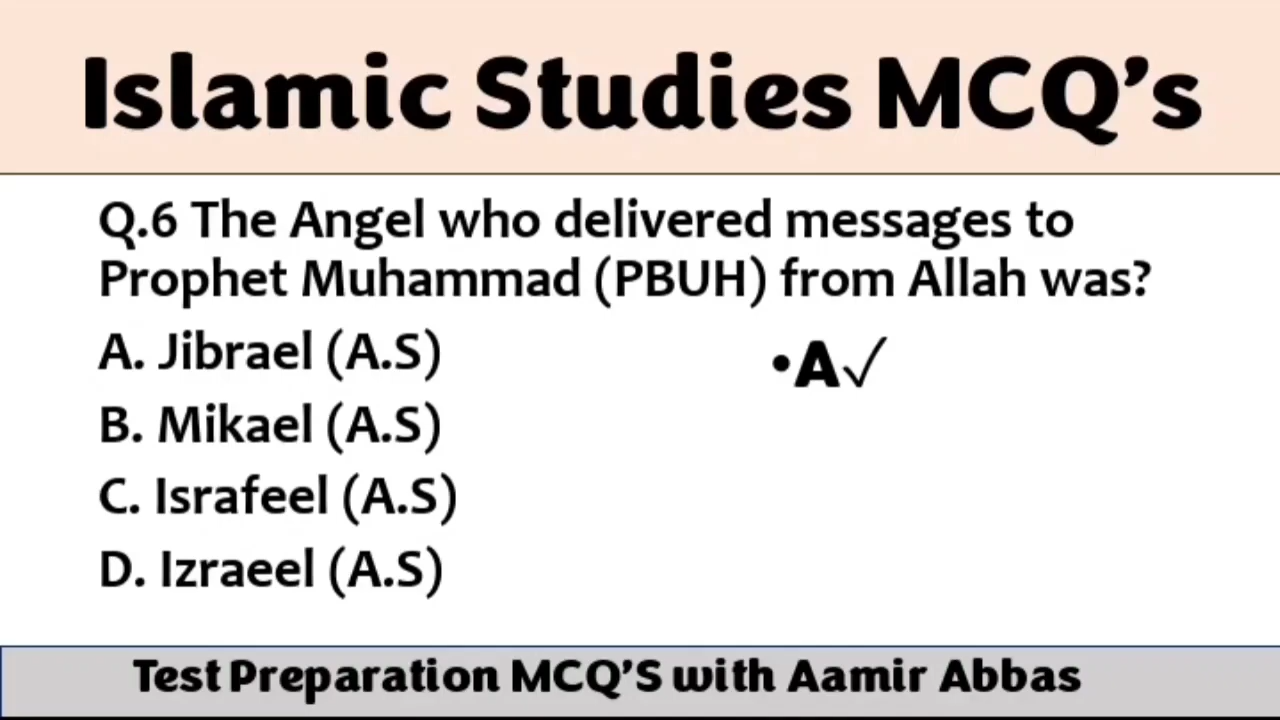 Islamic Studies MCQ’s
Q.6 The Angel who delivered messages to
Prophet Muhammad (PBUH) from Allah was?
A. Jibrael (A.S)
•A✓
B. Mikael (A.S)
C. Israfeel (A.S)
D. Izraeel (A.S)
Test Preparation MCQ’S with Aamir Abbas